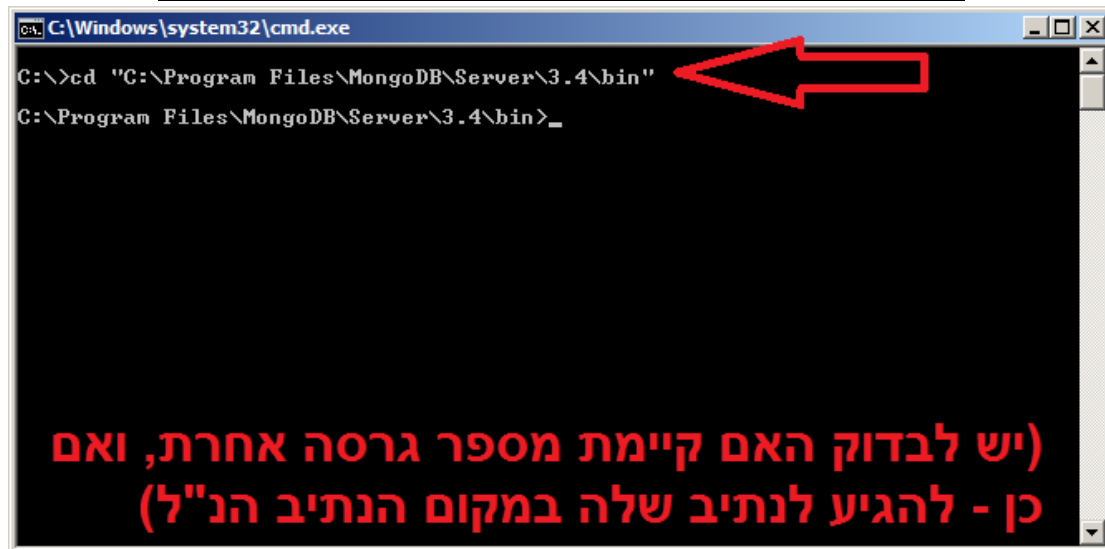 C:\Windows\system32\cmd.exe
C:\>cd "C:\Program Files\MongoDB\Server\3.4\bin"
C:\Program Files\MongoDB\Server\3.4\bin>_
(יש לבדוק האם קיימת מספר גרסה אחרת, ואם
כן - להגיע לנתיב שלה במקום הנתיב הנ"ל)